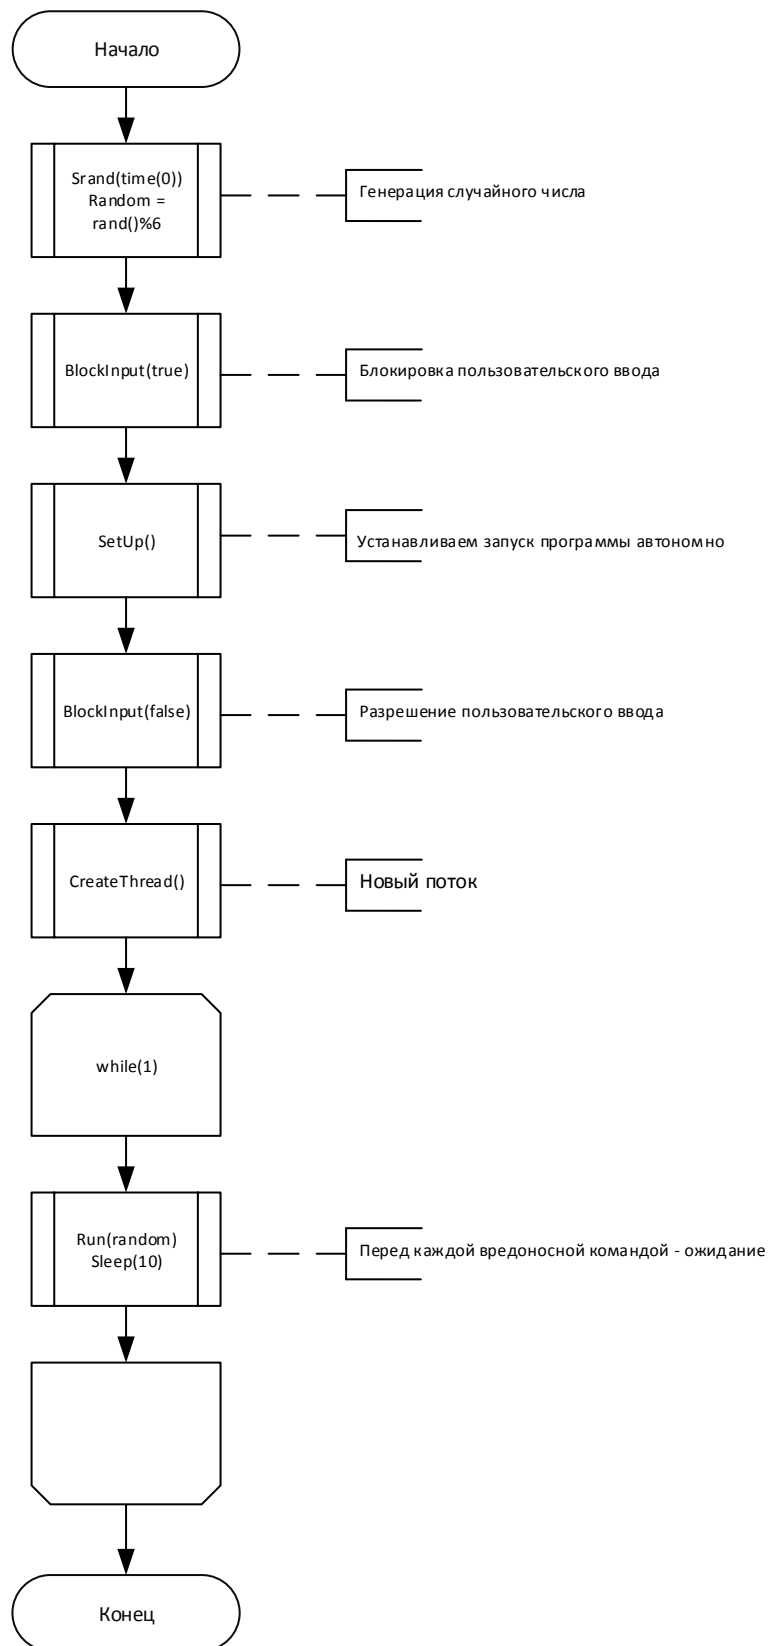 Начало
Srand(time(0))
Random =
rand()%6
Генерация случайного числа
BlockInput(true)
Блокировка пользовательского ввода
SetUp()
Устанавливаем запуск программы автономно
BlockInput(false)
Разрешение пользовательского ввода
CreateThread()
Новый поток
while(1)
Run(random)
Sleep(10)
Перед каждой вредоносной командой - ожидание
Конец